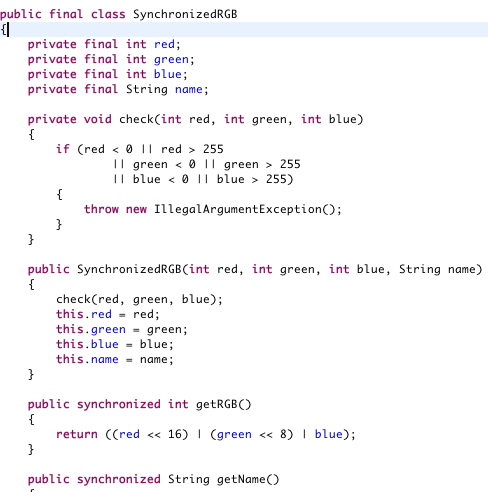 public final class SynchronizedRGB
{
    private final int red;
    private final int green;
    private final int blue;
    private final String name;

    private void check(int red, int green, int blue)
    {
        if (red < 0 || red > 255
                || green < 0 || green > 255
                || blue < 0 || blue > 255)
        {
            throw new IllegalArgumentException();
        }
    }

    public SynchronizedRGB(int red, int green, int blue, String name)
    {
        check(red, green, blue);
        this.red = red;
        this.green = green;
        this.blue = blue;
        this.name = name;
    }

    public synchronized int getRGB()
    {
        return ((red << 16) | (green << 8) | blue);
    }

    public synchronized String getName()
    {